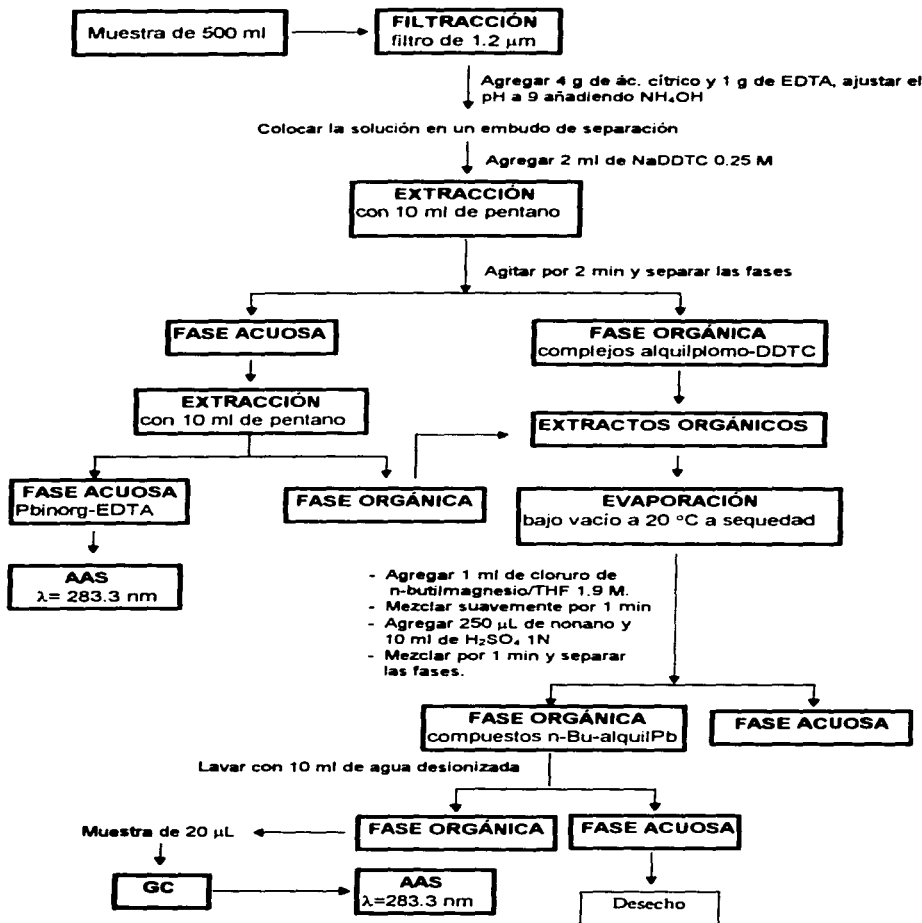 Muestra de 500 ml
FILTRACCIÓN
filtro de 1.2 μm
Agregar 4 g de ác. cítrico y 1 g de EDTA, ajustar el
pH a 9 añadiendo NH₄OH
Colocar la solución en un embudo de separación
Agregar 2 ml de NaDDTC 0.25 M
EXTRACCIÓN
con 10 ml de pentano
Agitar por 2 min y separar las fases
FASE ACUOSA
FASE ORGÁNICA
complejos alquilplomo-DDTC
EXTRACCIÓN
con 10 ml de pentano
EXTRACTOS ORGÁNICOS
FASE ACUOSA
Pbinorg-EDTA
FASE ORGÁNICA
EVAPORACIÓN
bajo vacío a 20 °C a sequedad
AAS
λ= 283.3 nm
- Agregar 1 ml de cloruro de
n-butilmagnesio/THF 1.9 M.
- Mezclar suavemente por 1 min
- Agregar 250 μL de nonano y
10 ml de H₂SO₄ 1N
- Mezclar por 1 min y separar
las fases.
FASE ORGÁNICA
compuestos n-Bu-alquilPb
FASE ACUOSA
Lavar con 10 ml de agua desionizada
Muestra de 20 μL
FASE ORGÁNICA
FASE ACUOSA
GC
AAS
λ=283.3 nm
Desecho